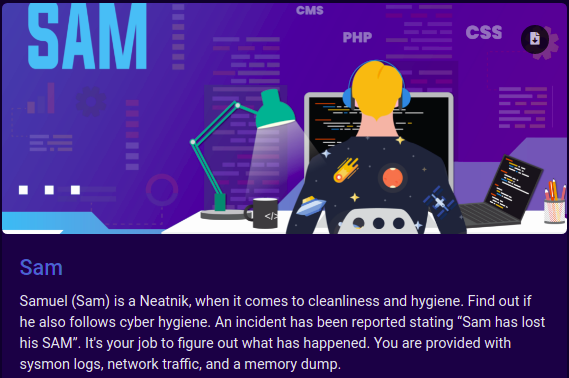 SAM
CMS
PHP
CSS
</>
Sam
Samuel (Sam) is a Neatnik, when it comes to cleanliness and hygiene. Find out if
he also follows cyber hygiene. An incident has been reported stating “Sam has lost
his SAM”. It's your job to figure out what has happened. You are provided with
sysmon logs, network traffic, and a memory dump.